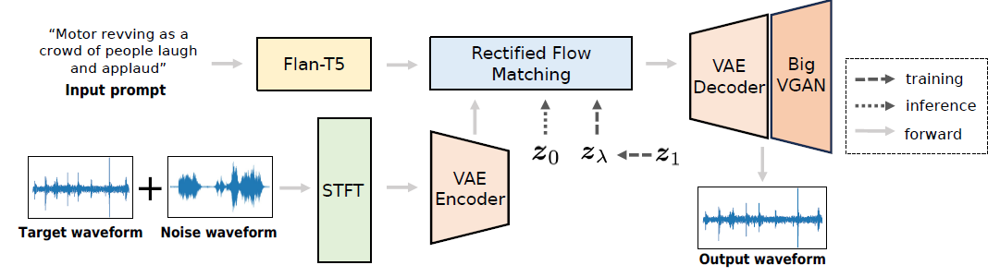 “Motor revving as a
crowd of people laugh
and applaud”
Input prompt
Flan-T5
Rectified Flow
Matching
VAE
Decoder
Big
VGAN
training
inference
forward
Target waveform
+
Noise waveform
STFT
VAE
Encoder
z₀
z_λ
z₁
Output waveform